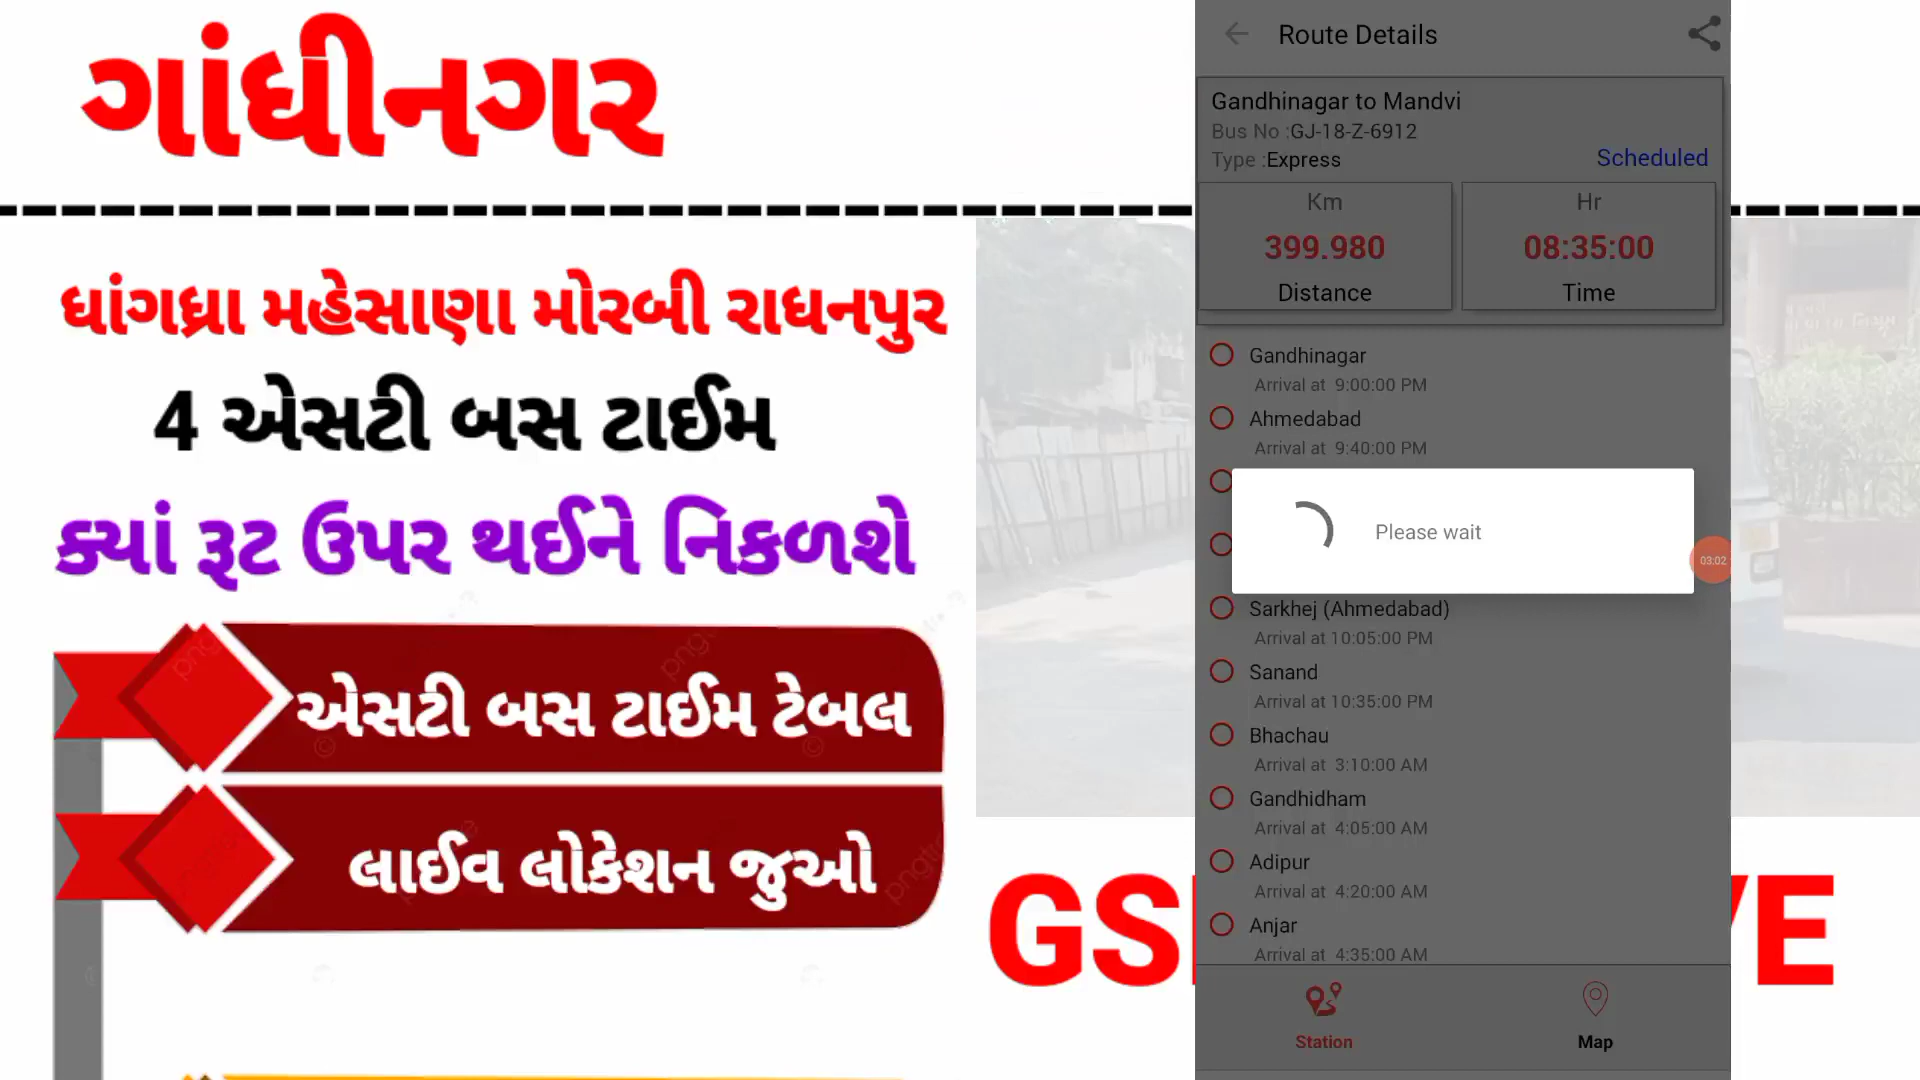 ગાંધીનગર
ધાંગધ્રા મહેસાણા મોરબી રાધનપુર
4 એસટી બસ ટાઈમ
ક્યાં રૂટ ઉપર થઈને નિકળશે
એસટી બસ ટાઈમ ટેબલ
લાઈવ લોકેશન જુઓ
Route Details
Gandhinagar to Mandvi
Bus No :GJ-18-Z-6912
Type :Express
Scheduled
Km
399.980
Distance
Hr
08:35:00
Time
Gandhinagar
Arrival at 9:00:00 PM
Ahmedabad
Arrival at 9:40:00 PM
Please wait
03:02
Sarkhej (Ahmedabad)
Arrival at 10:05:00 PM
Sanand
Arrival at 10:35:00 PM
Bhachau
Arrival at 3:10:00 AM
Gandhidham
Arrival at 4:05:00 AM
Adipur
Arrival at 4:20:00 AM
Anjar
Arrival at 4:35:00 AM
Station
Map